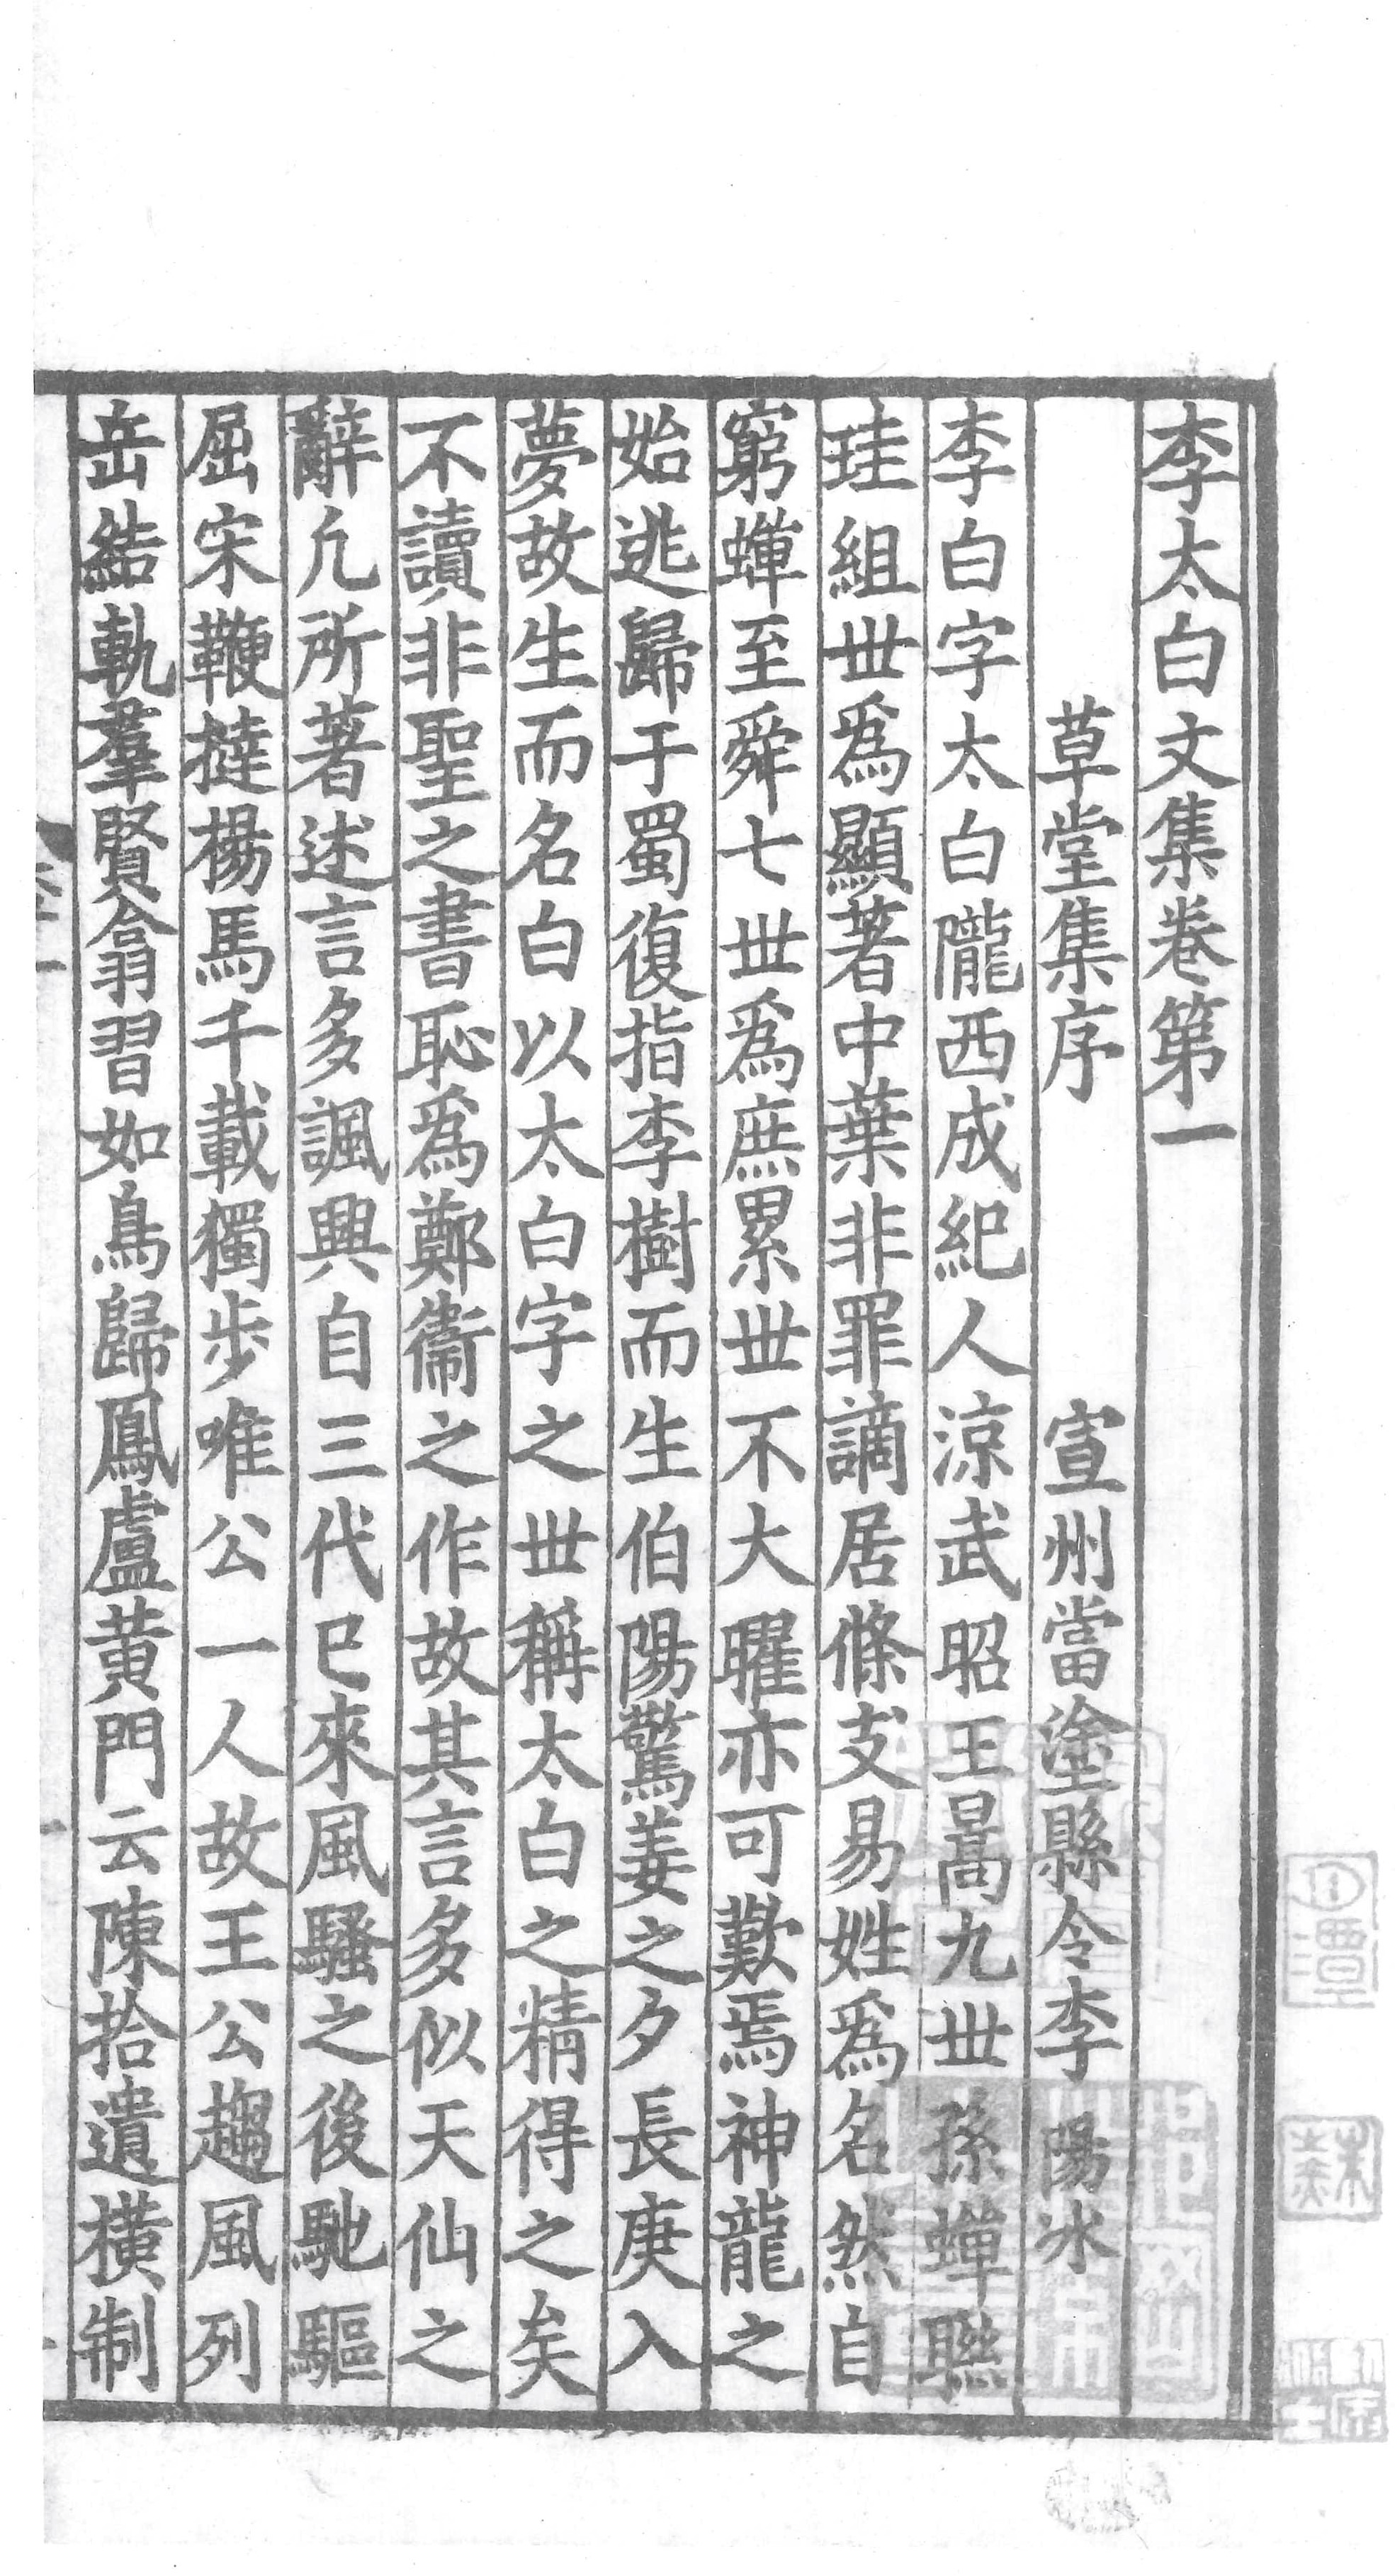 李太白文集卷第一
草堂集序 宣州當塗縣令李 陽冰
李白字太白隴西成紀人涼武昭王暠九丗孫蟬聯
珪組丗爲顯著中葉非罪謫居條支易姓爲名然自
窮蟬至舜七丗爲庶累丗不大曜亦可歎焉神龍之
始逃歸于蜀復指李樹而生伯陽驚姜之夕長庚入
夢故生而名白以太白字之丗稱太白之精得之矣
不讀非聖之書恥爲鄭衞之作故其言多似天仙之
辭凢所著述言多諷興自三代已來風騷之後馳驅
屈宋鞭撻楊馬千載獨步唯公一人故王公趨風列
岳結軌羣賢翕習如鳥歸鳳盧黃門云陳拾遺橫制